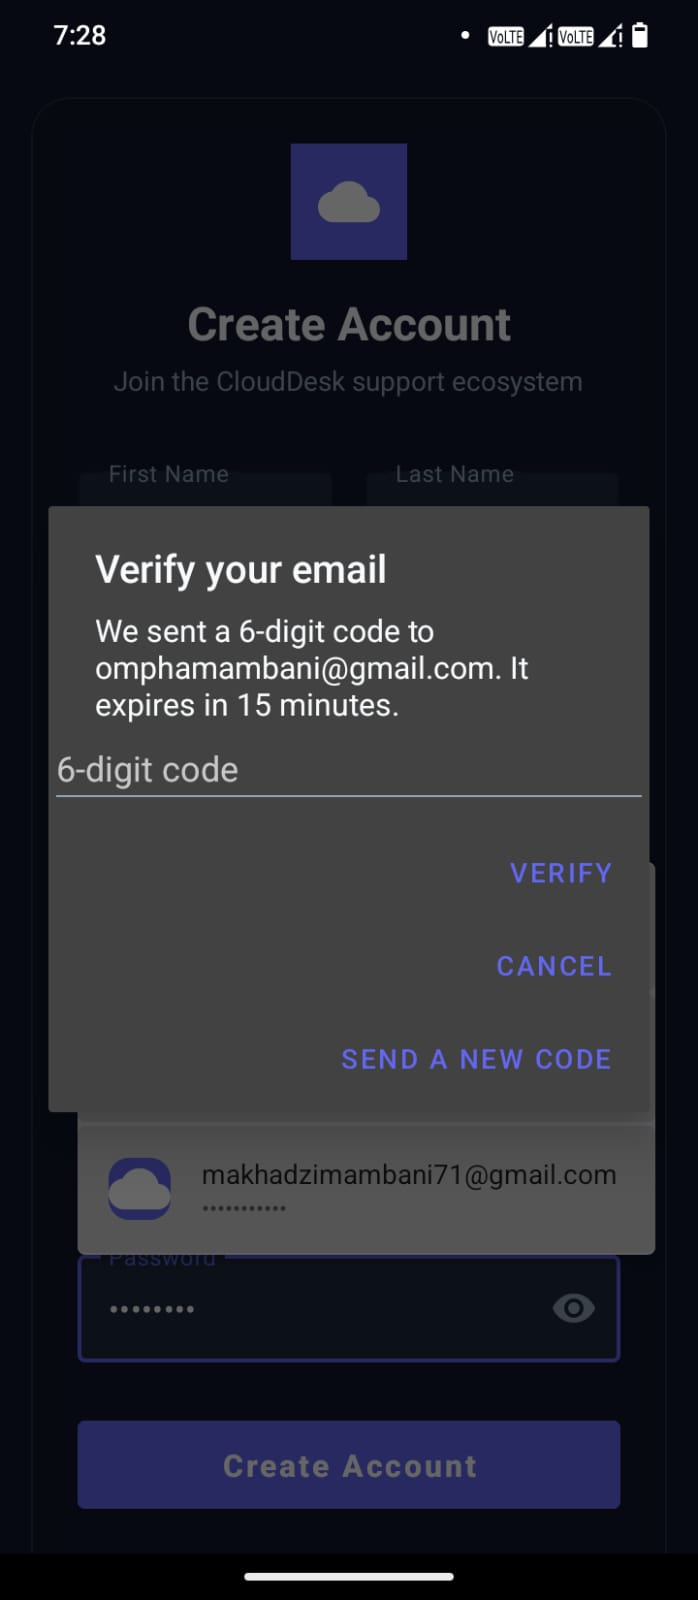 7:28
VoLTE VoLTE
Create Account
Join the CloudDesk support ecosystem
First Name Last Name
Verify your email
We sent a 6-digit code to
omphamambani@gmail.com. It
expires in 15 minutes.
6-digit code
VERIFY
CANCEL
SEND A NEW CODE
makhadzimambani71@gmail.com
•••••••••••
Password
••••••••
Create Account